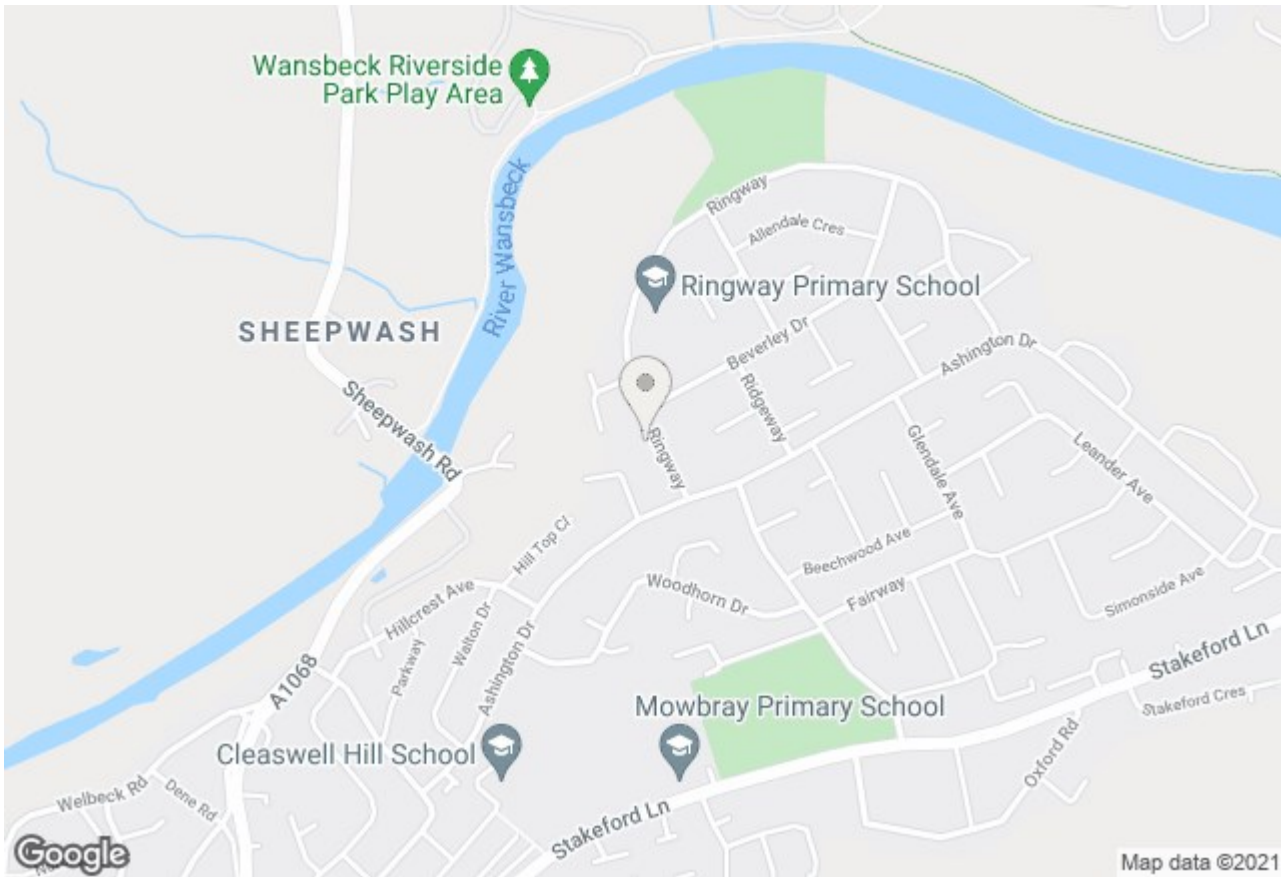 Wansbeck Riverside
Park Play Area
River Wansbeck
Ringway
Allendale Cres
Ringway Primary School
SHEEPWASH
Beverley Dr
Ashington Dr
Sheepwash Rd
Ridgeway
Ringway
Glendale Ave
Leander Ave
Hill Top Cl
Beechwood Ave
Woodhorn Dr
Fairway
Simonside Ave
Hillcrest Ave
Walton Dr
Parkway
Ashington Dr
A1068
Stakeford Ln
Stakeford Cres
Mowbray Primary School
Cleaswell Hill School
Oxford Rd
Welbeck Rd
Dene Rd
Stakeford Ln
Google
Map data ©2021